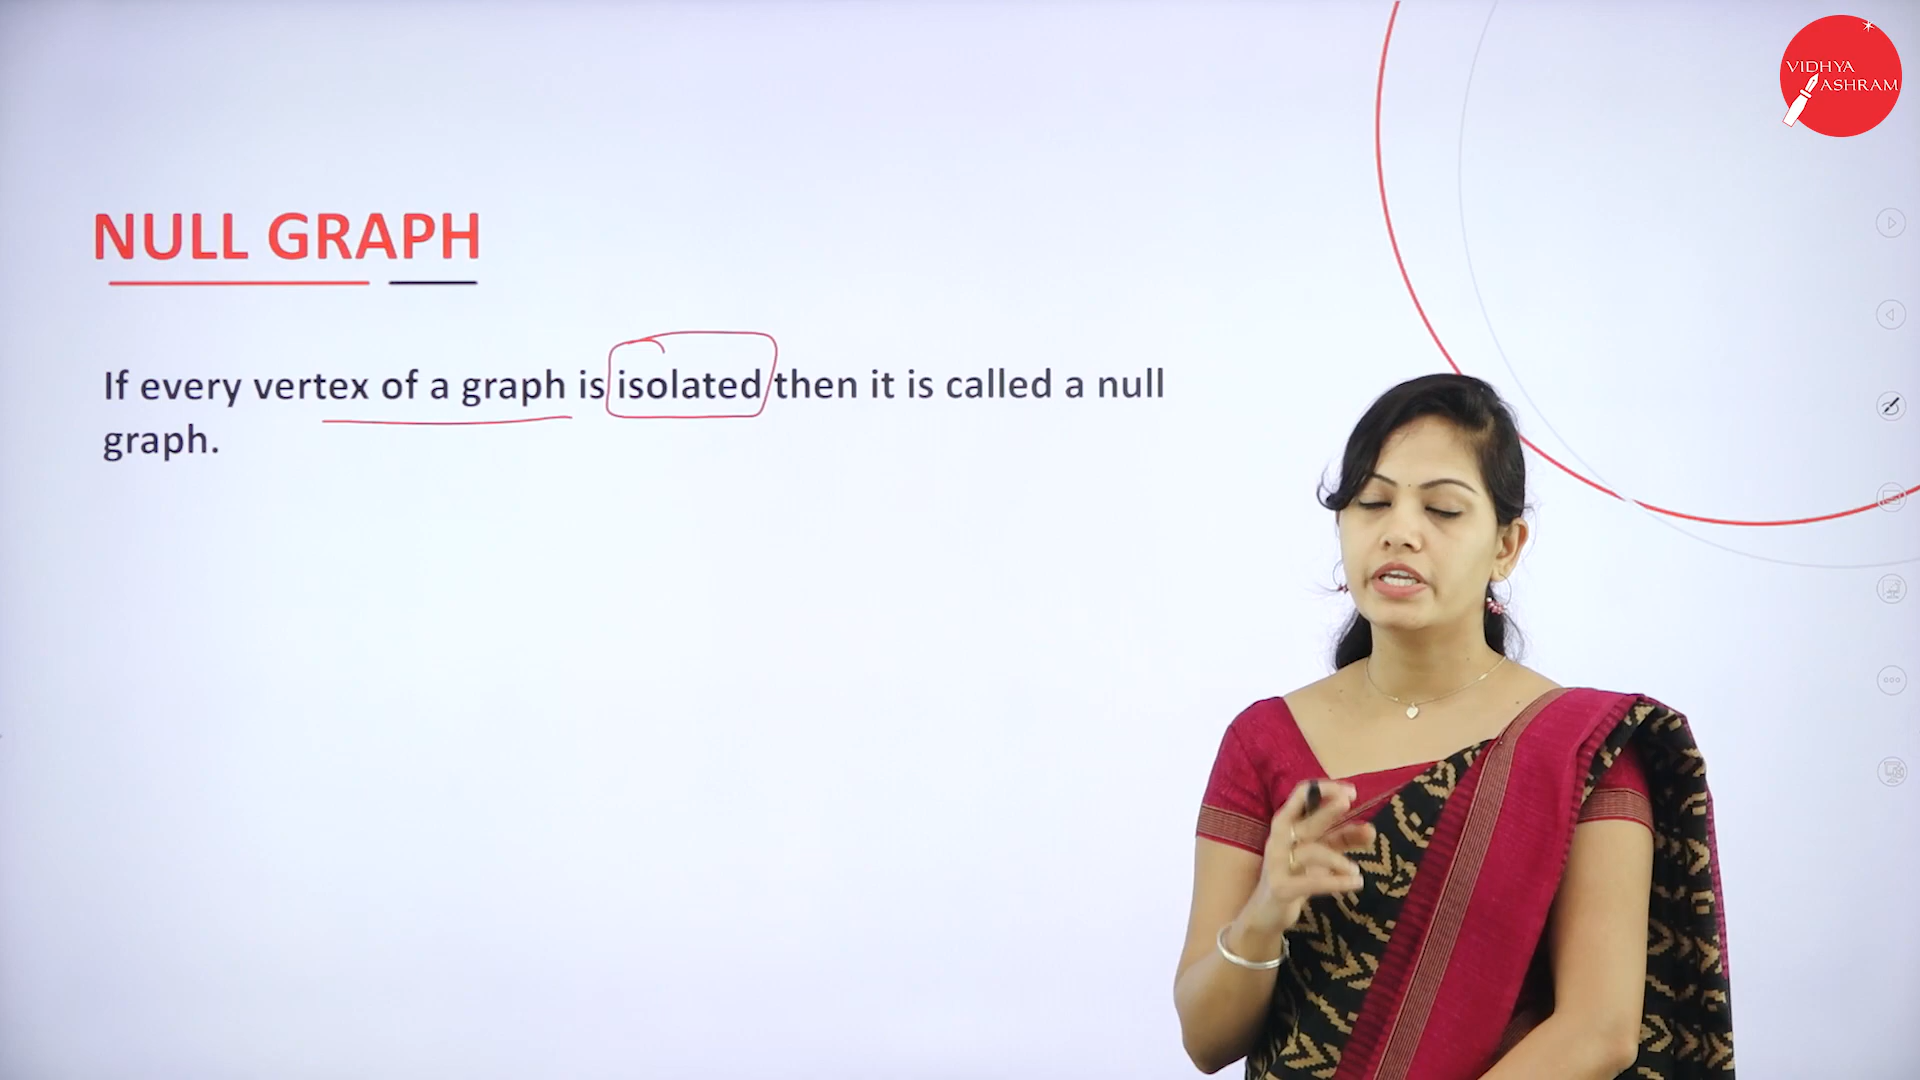 VIDHYA
ASHRAM
NULL GRAPH
If every vertex of a graph is isolated then it is called a null
graph.